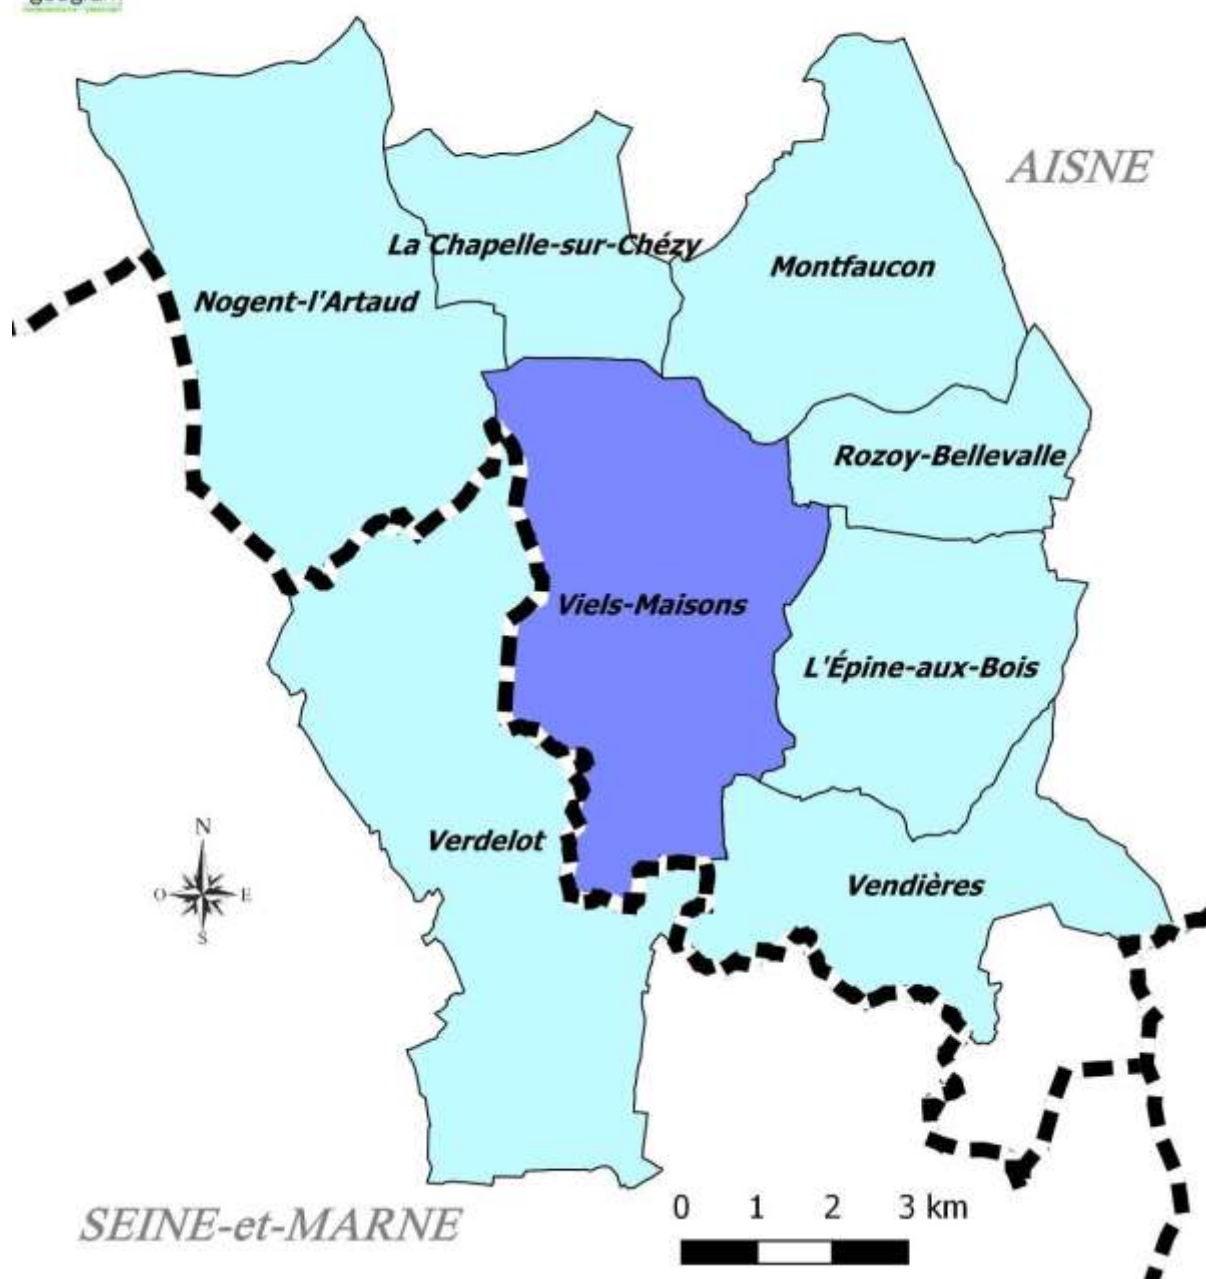 AISNE
La Chapelle-sur-Chézy
Montfaucon
Nogent-l'Artaud
Rozoy-Bellevalle
Viels-Maisons
L'Épine-aux-Bois
N
Verdelot
Vendières
O E
S
0 1 2 3 km
SEINE-et-MARNE